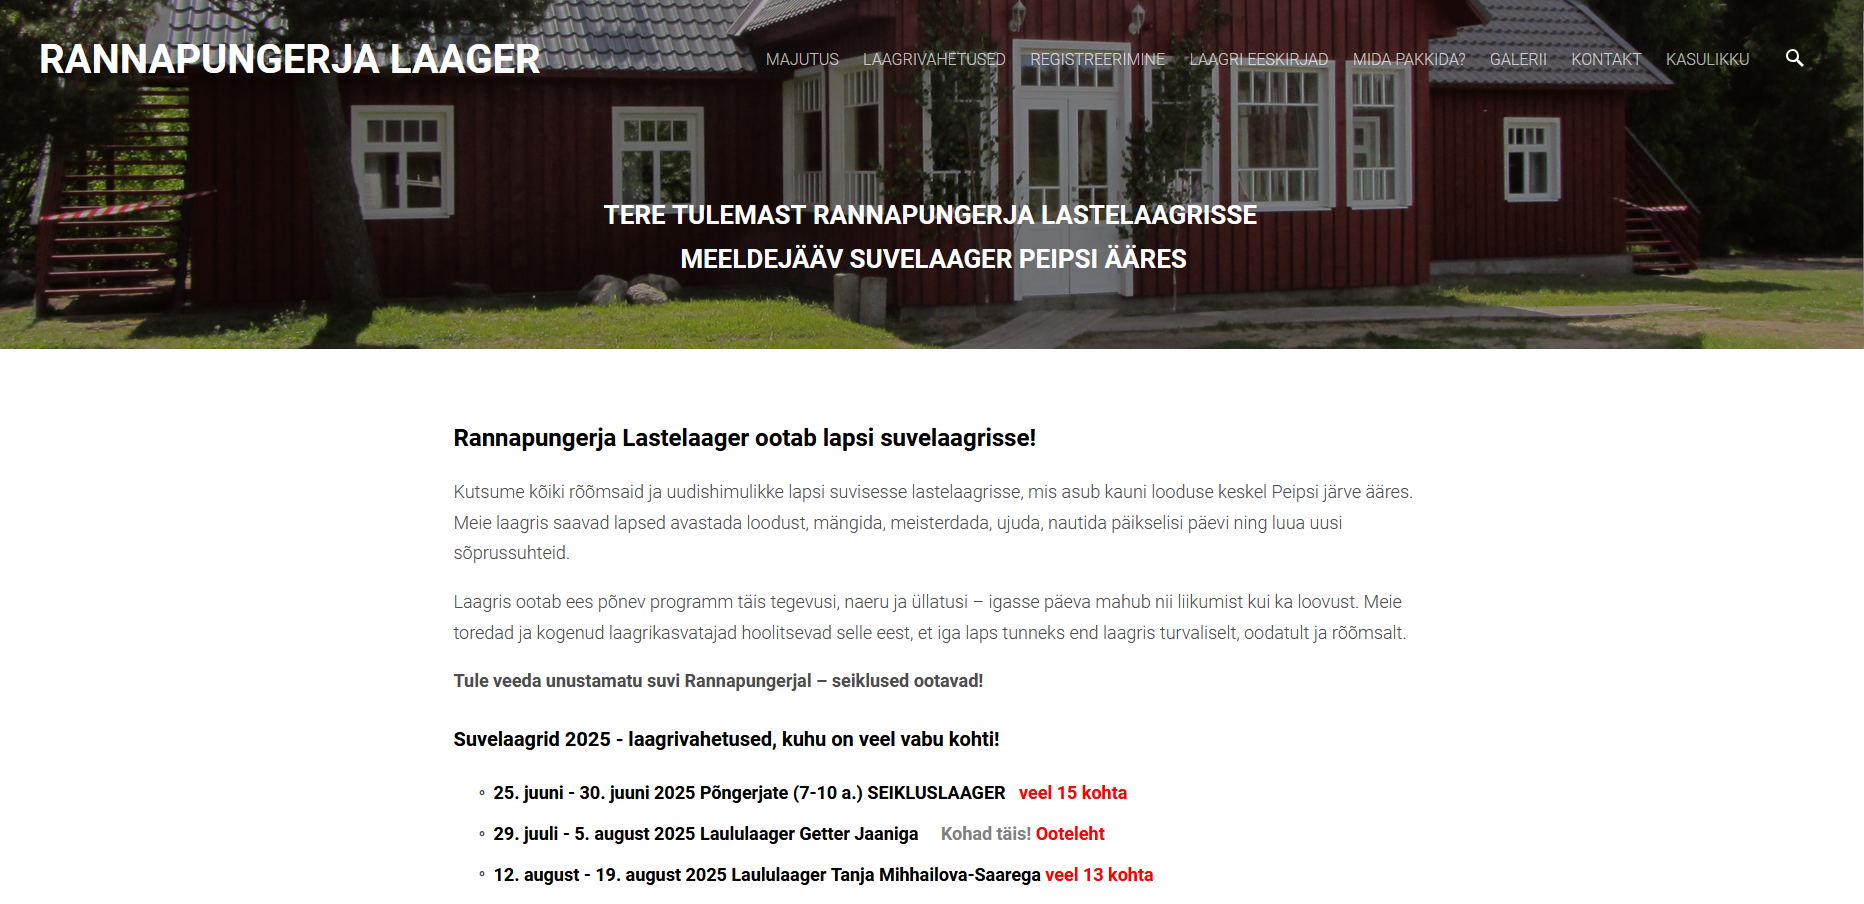 RANNAPUNGERJA LAAGER
MAJUTUS LAAGRIVAHETUSED REGISTREERIMINE LAAGRI EESKIRJAD MIDA PAKKIDA? GALERII KONTAKT KASULIKKU
TERE TULEMAST RANNAPUNGERJA LASTELAAGRISSE
MEELDEJÄÄV SUVELAAGER PEIPSI ÄÄRES
Rannapungerja Lastelaager ootab lapsi suvelaagrisse!
Kutsume kõiki rõõmsaid ja uudishimulikke lapsi suvisesse lastelaagrisse, mis asub kauni looduse keskel Peipsi järve ääres.
Meie laagris saavad lapsed avastada loodust, mängida, meisterdada, ujuda, nautida päikselisi päevi ning luua uusi
sõprussuhteid.
Laagris ootab ees põnev programm täis tegevusi, naeru ja üllatusi – igasse päeva mahub nii liikumist kui ka loovust. Meie
toredad ja kogenud laagrikasvatajad hoolitsevad selle eest, et iga laps tunneks end laagris turvaliselt, oodatult ja rõõmsalt.
Tule veeda unustamatu suvi Rannapungerjal – seiklused ootavad!
Suvelaagrid 2025 - laagrivahetused, kuhu on veel vabu kohti!
25. juuni - 30. juuni 2025 Põngerjate (7-10 a.) SEIKLUSLAAGER veel 15 kohta
29. juuli - 5. august 2025 Laululaager Getter Jaaniga Kohad täis! Ooteleht
12. august - 19. august 2025 Laululaager Tanja Mihhailova-Saarega veel 13 kohta